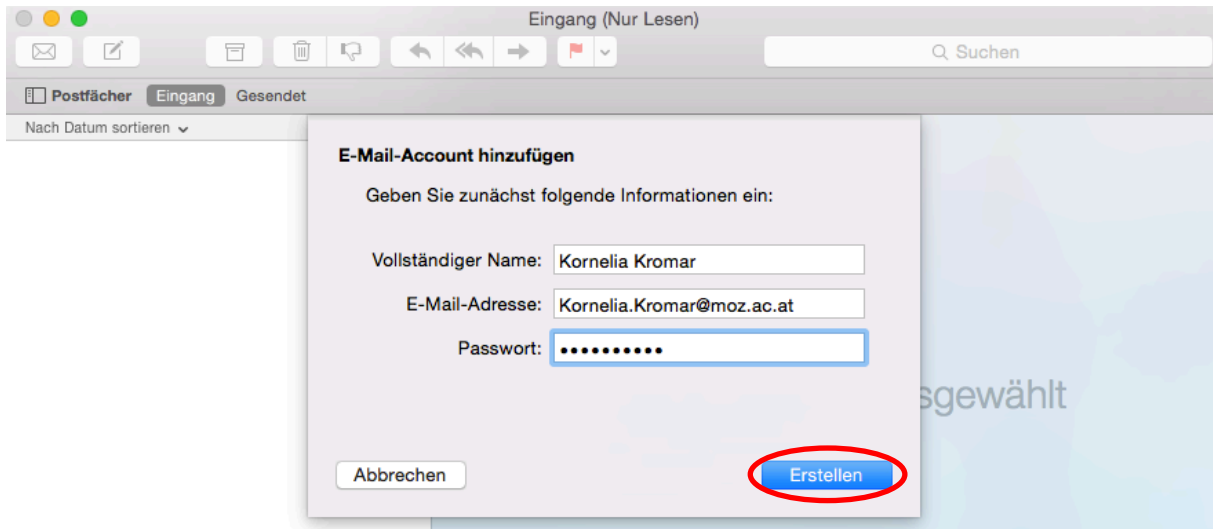 Eingang (Nur Lesen)
Suchen
Postfächer Eingang Gesendet
Nach Datum sortieren
E-Mail-Account hinzufügen
Geben Sie zunächst folgende Informationen ein:
Vollständiger Name: Kornelia Kromar
E-Mail-Adresse: Kornelia.Kromar@moz.ac.at
Passwort: ••••••••••
sgewählt
Abbrechen Erstellen